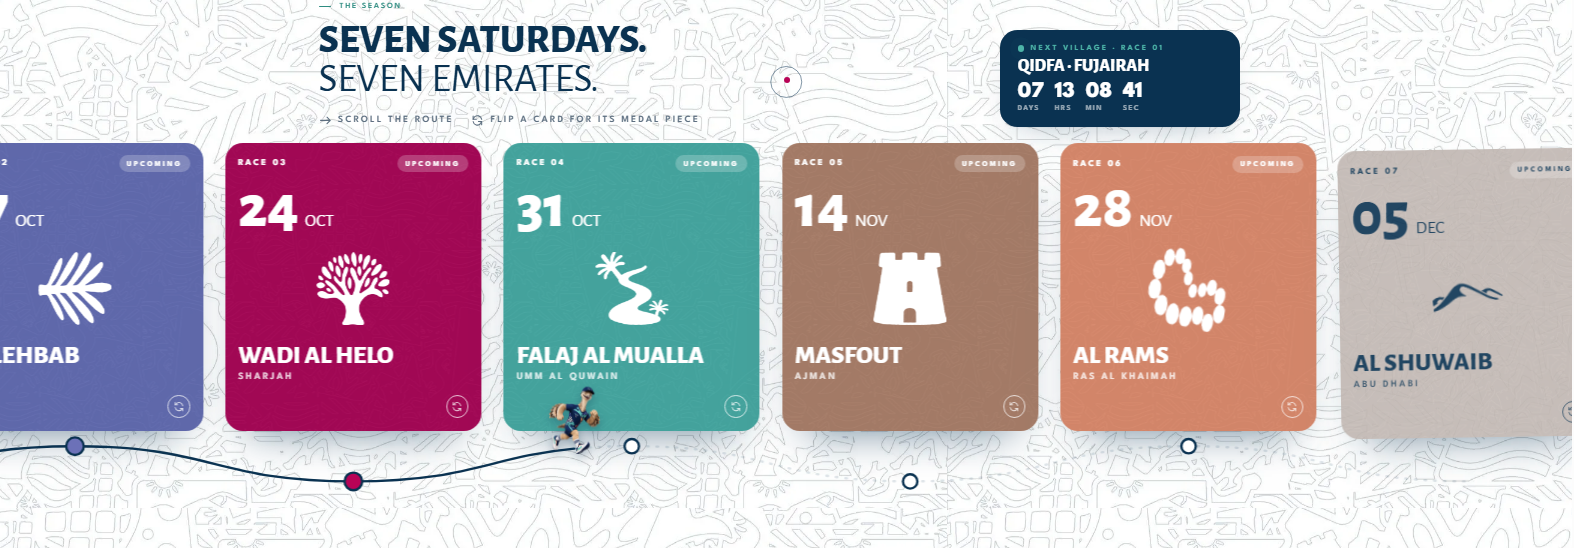 THE SEASON
SEVEN SATURDAYS.
SEVEN EMIRATES.
SCROLL THE ROUTE FLIP A CARD FOR ITS MEDAL PIECE
NEXT VILLAGE · RACE 01
QIDFA · FUJAIRAH
07 13 08 41
DAYS HRS MIN SEC
2 UPCOMING
7 OCT
LEHBAB
RACE 03 UPCOMING
24 OCT
WADI AL HELO
SHARJAH
RACE 04 UPCOMING
31 OCT
FALAJ AL MUALLA
UMM AL QUWAIN
RACE 05 UPCOMING
14 NOV
MASFOUT
AJMAN
RACE 06 UPCOMING
28 NOV
AL RAMS
RAS AL KHAIMAH
RACE 07 UPCOMING
05 DEC
AL SHUWAIB
ABU DHABI